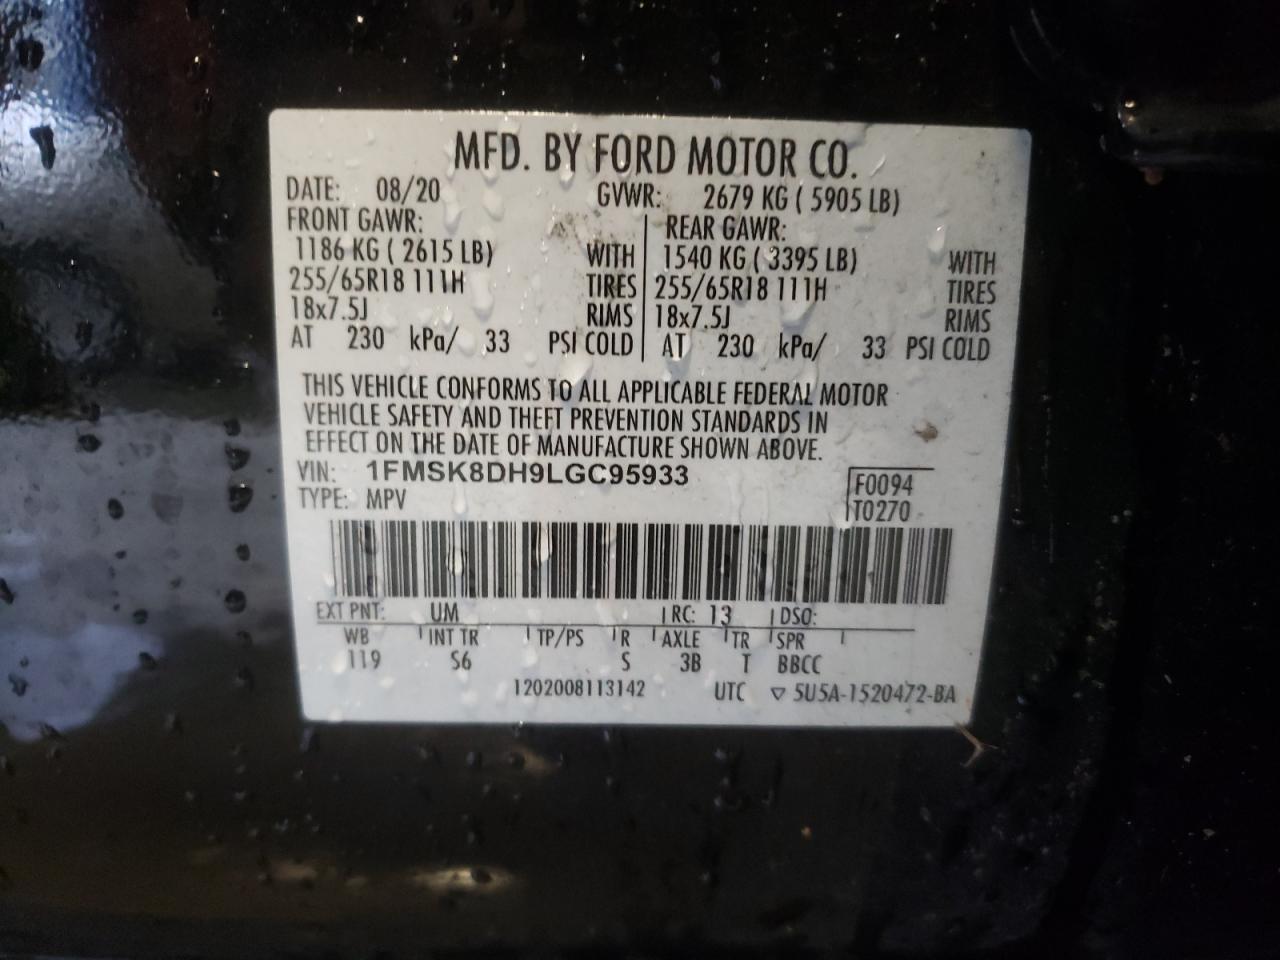 MFD. BY FORD MOTOR CO.
DATE: 08/20 GVWR: 2679 KG ( 5905 LB)
FRONT GAWR: REAR GAWR:
1186 KG ( 2615 LB) WITH 1540 KG ( 3395 LB) WITH
255/65R18 111H TIRES 255/65R18 111H TIRES
18x7.5J RIMS 18x7.5J RIMS
AT 230 kPa/ 33 PSI COLD AT 230 kPa/ 33 PSI COLD
THIS VEHICLE CONFORMS TO ALL APPLICABLE FEDERAL MOTOR
VEHICLE SAFETY AND THEFT PREVENTION STANDARDS IN
EFFECT ON THE DATE OF MANUFACTURE SHOWN ABOVE.
VIN: 1FMSK8DH9LGC95933 F0094
TYPE: MPV T0270
EXT PNT: UM RC: 13 DSO:
WB INT TR TP/PS R AXLE TR SPR
119 S6 S 3B T BBCC
1202008113142 UTC ▽ 5U5A-1520472-BA